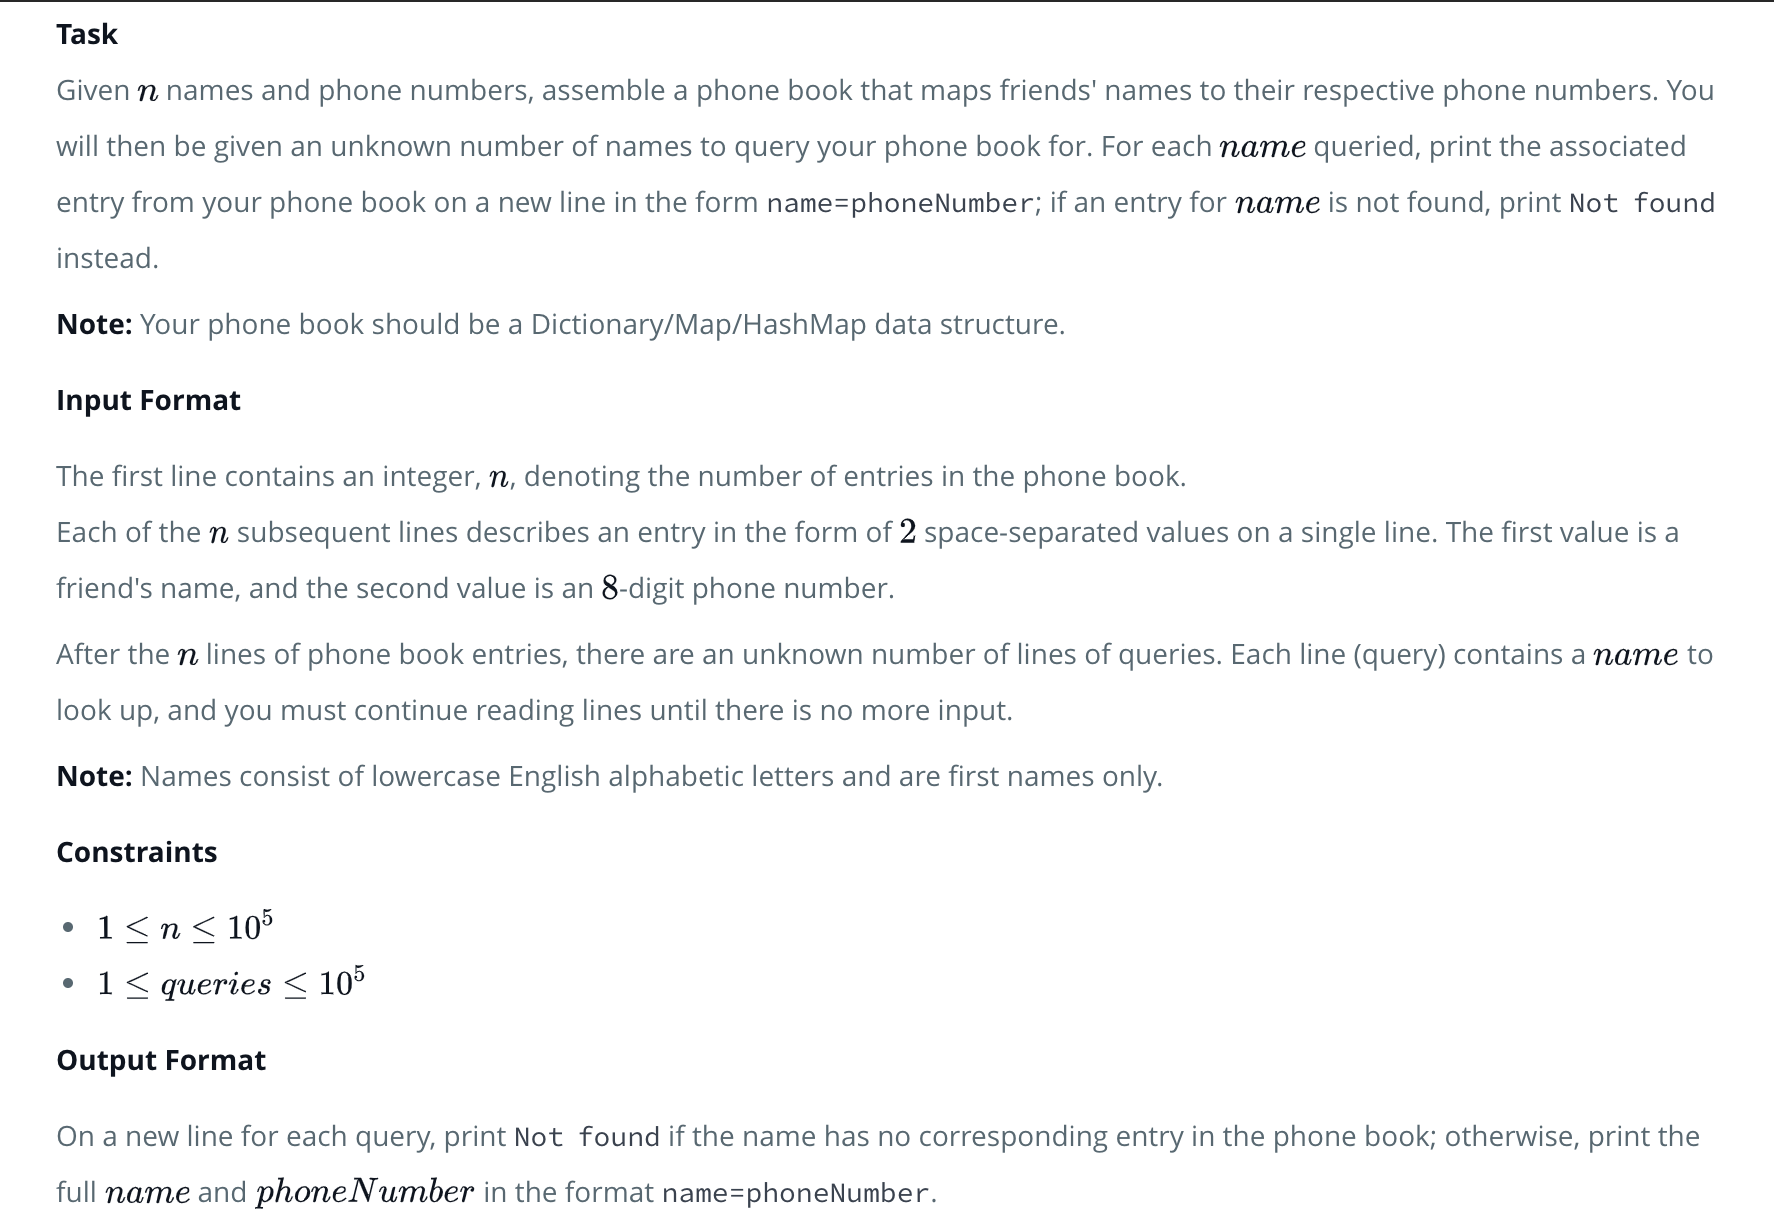 Task
Given n names and phone numbers, assemble a phone book that maps friends' names to their respective phone numbers. You
will then be given an unknown number of names to query your phone book for. For each name queried, print the associated
entry from your phone book on a new line in the form name=phoneNumber; if an entry for name is not found, print Not found
instead.
Note: Your phone book should be a Dictionary/Map/HashMap data structure.
Input Format
The first line contains an integer, n, denoting the number of entries in the phone book.
Each of the n subsequent lines describes an entry in the form of 2 space-separated values on a single line. The first value is a
friend's name, and the second value is an 8-digit phone number.
After the n lines of phone book entries, there are an unknown number of lines of queries. Each line (query) contains a name to
look up, and you must continue reading lines until there is no more input.
Note: Names consist of lowercase English alphabetic letters and are first names only.
Constraints
• 1 ≤ n ≤ 10⁵
• 1 ≤ queries ≤ 10⁵
Output Format
On a new line for each query, print Not found if the name has no corresponding entry in the phone book; otherwise, print the
full name and phoneNumber in the format name=phoneNumber.